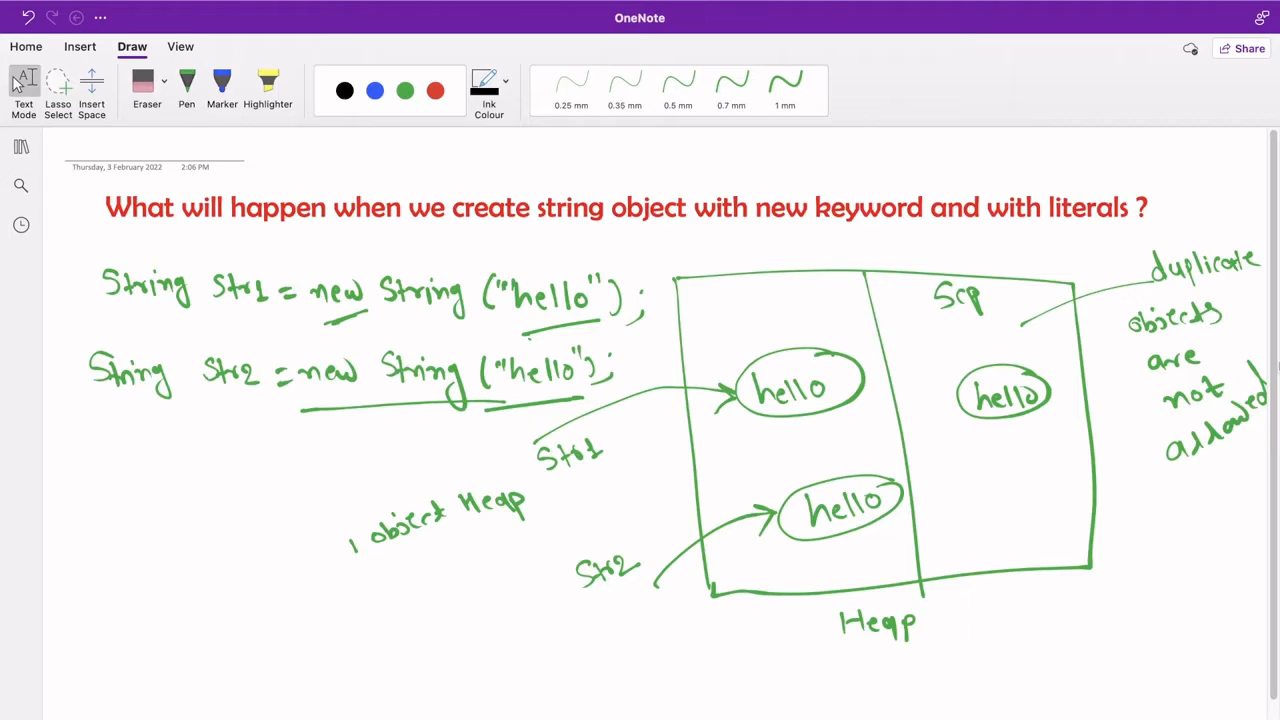 OneNote
Home Insert Draw View
Share
Text Mode
Lasso Select
Insert Space
Eraser
Pen
Marker
Highlighter
Ink Colour
0.25 mm
0.35 mm
0.5 mm
0.7 mm
1 mm
Thursday, 3 February 2022 2:06 PM
What will happen when we create string object with new keyword and with literals ?
String Str1 = new String ("hello");
String Str2 = new String ("hello");
Scp
duplicate
objects
are
not
allowed
hello
hello
Str1
hello
1 object Heap
Str2
Heap